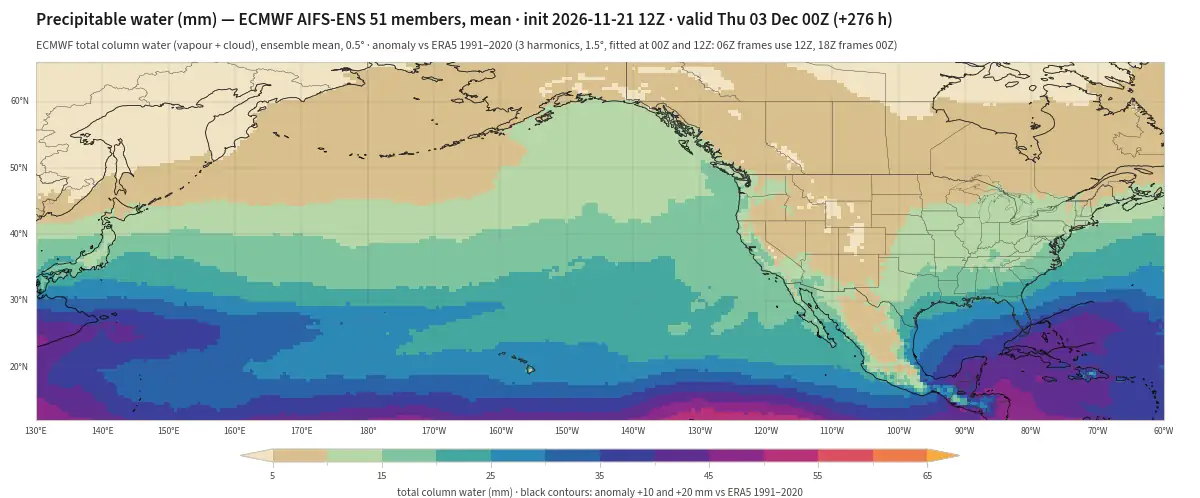 Precipitable water (mm) — ECMWF AIFS-ENS 51 members, mean · init 2026-11-21 12Z · valid Thu 03 Dec 00Z (+276 h)
ECMWF total column water (vapour + cloud), ensemble mean, 0.5° · anomaly vs ERA5 1991–2020 (3 harmonics, 1.5°, fitted at 00Z and 12Z: 06Z frames use 12Z, 18Z frames 00Z)
60°N
50°N
40°N
30°N
20°N
130°E 140°E 150°E 160°E 170°E 180° 170°W 160°W 150°W 140°W 130°W 120°W 110°W 100°W 90°W 80°W 70°W 60°W
5 15 25 35 45 55 65
total column water (mm) · black contours: anomaly +10 and +20 mm vs ERA5 1991–2020